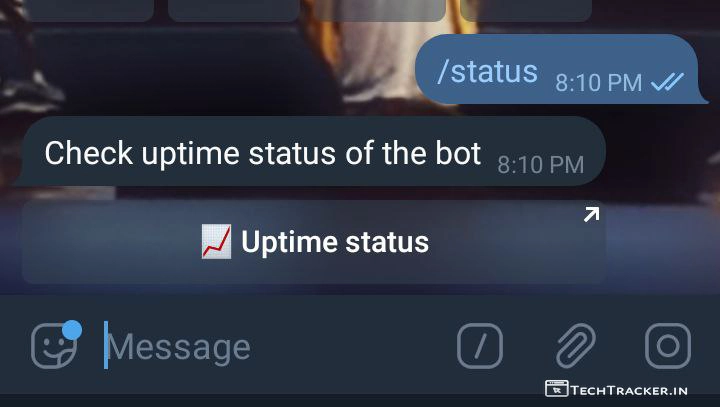 /status 8:10 PM
Check uptime status of the bot 8:10 PM
📈 Uptime status
Message
TECHTRACKER.IN